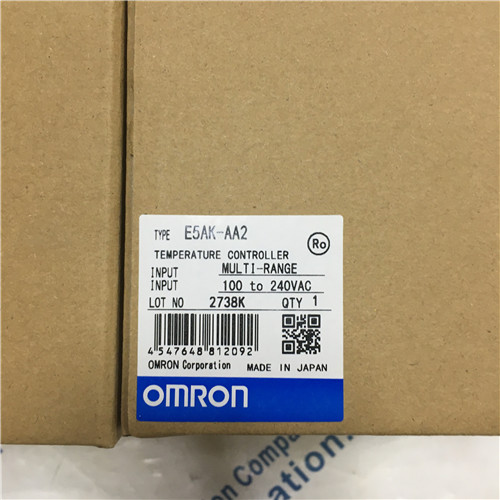 TYPE E5AK-AA2
Ro
TEMPERATURE CONTROLLER
INPUT MULTI-RANGE
INPUT 100 to 240VAC
LOT NO 2738K QTY 1
4 547648 812092
OMRON Corporation MADE IN JAPAN
OMRON